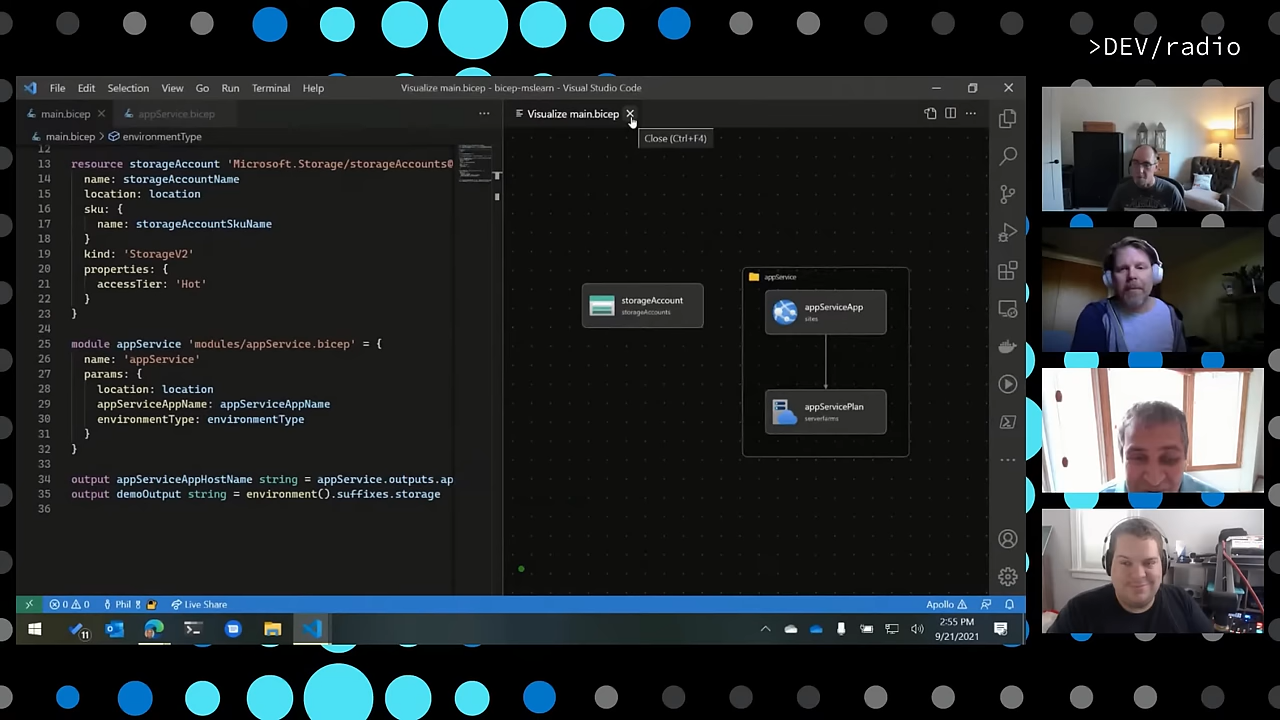 >DEV/radio
File Edit Selection View Go Run Terminal Help
Visualize main.bicep - bicep-mslearn - Visual Studio Code
main.bicep
appService.bicep
Visualize main.bicep
main.bicep > environmentType
Close (Ctrl+F4)
12
13 resource storageAccount 'Microsoft.Storage/storageAccounts@
14 name: storageAccountName
15 location: location
16 sku: {
17 name: storageAccountSkuName
18 }
19 kind: 'StorageV2'
20 properties: {
21 accessTier: 'Hot'
22 }
23 }
24
25 module appService 'modules/appService.bicep' = {
26 name: 'appService'
27 params: {
28 location: location
29 appServiceAppName: appServiceAppName
30 environmentType: environmentType
31 }
32 }
33
34 output appServiceAppHostName string = appService.outputs.ap
35 output demoOutput string = environment().suffixes.storage
36
storageAccount
storageAccounts
appService
appServiceApp
sites
appServicePlan
serverfarms
0 0 Phil Live Share
Apollo
11
2:55 PM
9/21/2021